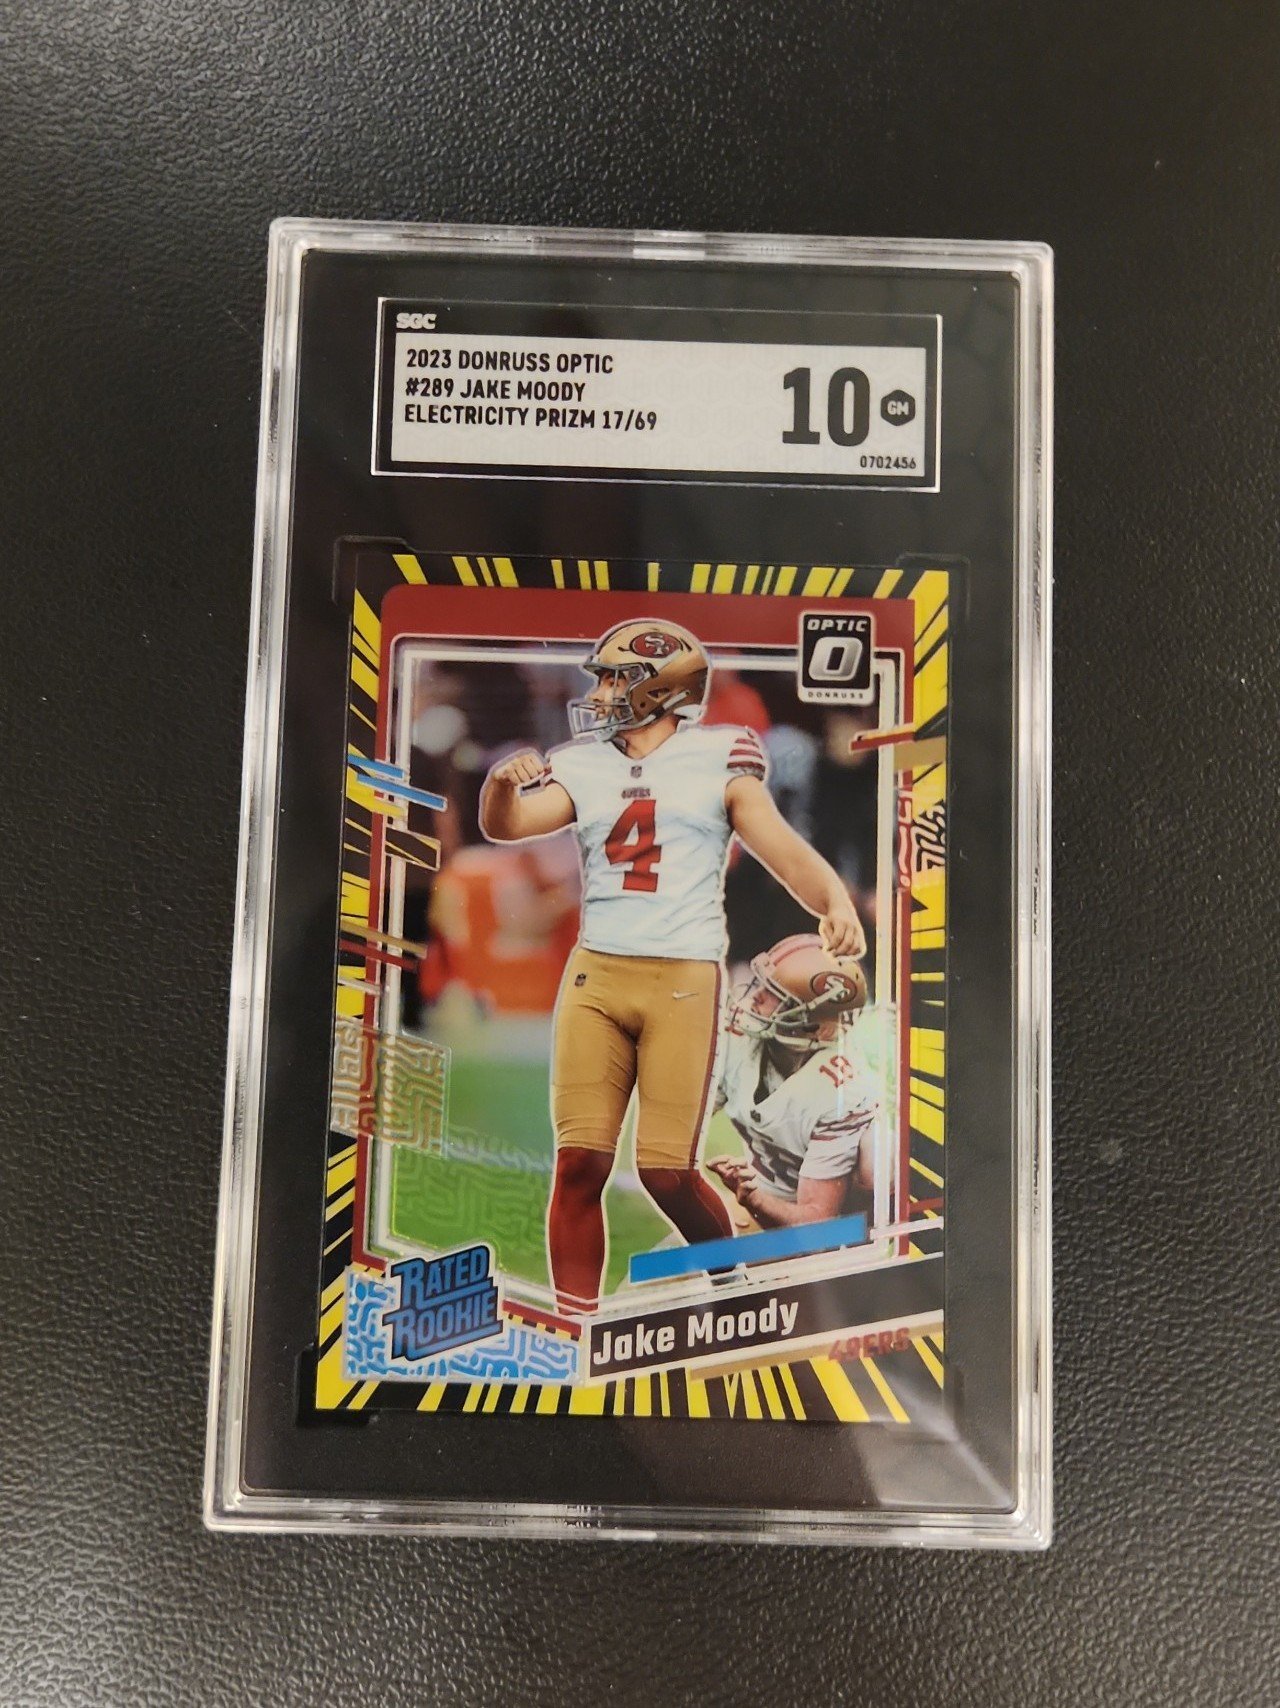 SGC
2023 DONRUSS OPTIC
#289 JAKE MOODY
ELECTRICITY PRIZM 17/69
10
GM
0702456
OPTIC
DONRUSS
49ERS
4
18
RATED
ROOKIE
Jake Moody
49ERS